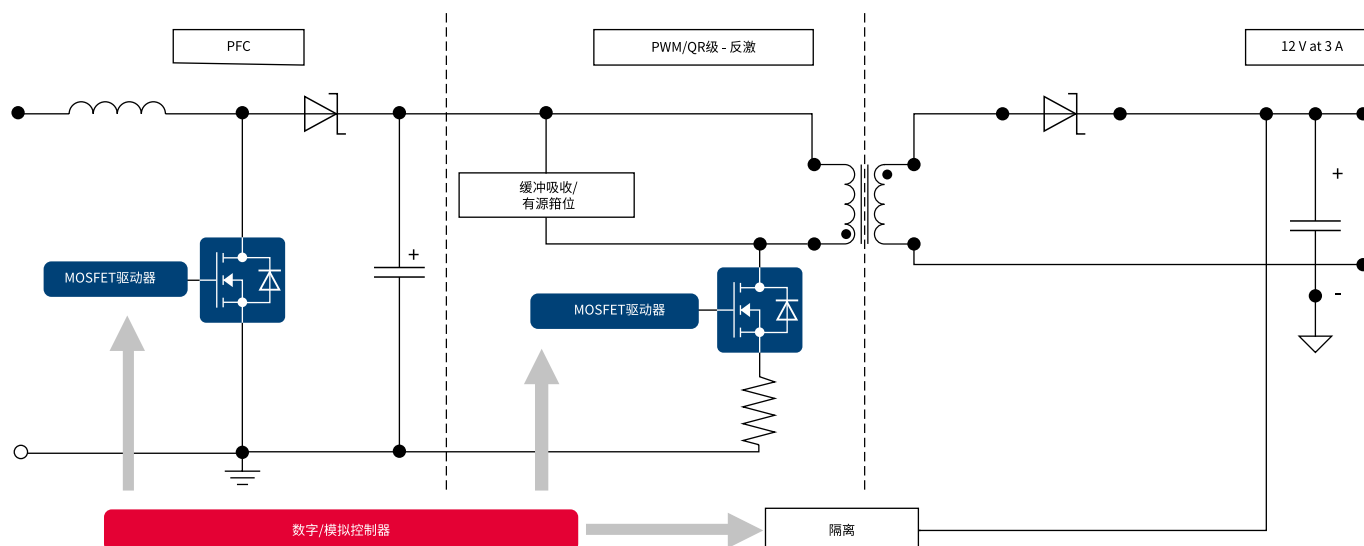 PFC
PWM/QR级 - 反激
12 V at 3 A
缓冲吸收/
有源箝位
+
+
MOSFET驱动器
MOSFET驱动器
-
数字/模拟控制器
隔离